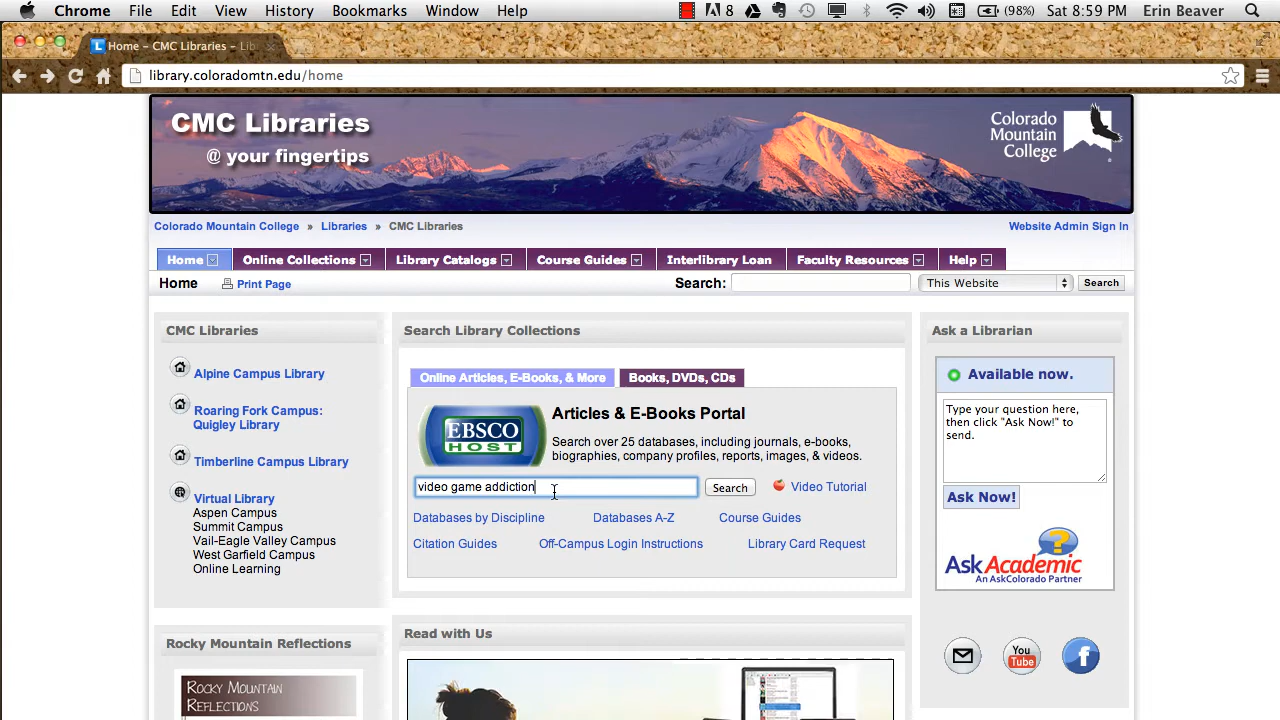 Chrome File Edit View History Bookmarks Window Help 8 (98%) Sat 8:59 PM Erin Beaver
Home – CMC Libraries – Lib
library.coloradomtn.edu/home
CMC Libraries
@ your fingertips
Colorado
Mountain
College
Colorado Mountain College » Libraries » CMC Libraries Website Admin Sign In
Home Online Collections Library Catalogs Course Guides Interlibrary Loan Faculty Resources Help
Home Print Page Search: This Website Search
CMC Libraries
Alpine Campus Library
Roaring Fork Campus:
Quigley Library
Timberline Campus Library
Virtual Library
Aspen Campus
Summit Campus
Vail-Eagle Valley Campus
West Garfield Campus
Online Learning
Rocky Mountain Reflections
ROCKY MOUNTAIN
REFLECTIONS
Search Library Collections
Online Articles, E-Books, & More Books, DVDs, CDs
EBSCO
HOST
Articles & E-Books Portal
Search over 25 databases, including journals, e-books,
biographies, company profiles, reports, images, & videos.
video game addiction Search Video Tutorial
Databases by Discipline Databases A-Z Course Guides
Citation Guides Off-Campus Login Instructions Library Card Request
Read with Us
Ask a Librarian
Available now.
Type your question here,
then click "Ask Now!" to
send.
Ask Now!
?
AskAcademic
An AskColorado Partner
You
Tube
f